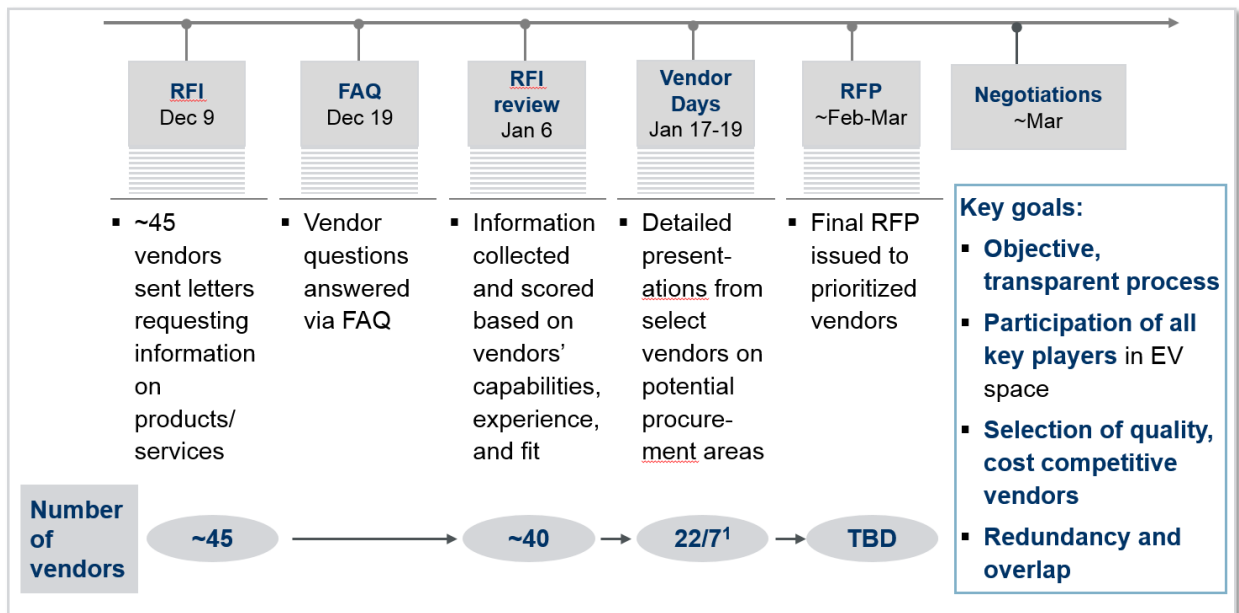 RFI
Dec 9
FAQ
Dec 19
RFI
review
Jan 6
Vendor
Days
Jan 17-19
RFP
~Feb-Mar
Negotiations
~Mar
▪ ~45
vendors
sent letters
requesting
information
on
products/
services
▪ Vendor
questions
answered
via FAQ
▪ Information
collected
and scored
based on
vendors’
capabilities,
experience,
and fit
▪ Detailed
present-
ations from
select
vendors on
potential
procure-
ment areas
▪ Final RFP
issued to
prioritized
vendors
Key goals:
▪ Objective,
transparent process
▪ Participation of all
key players in EV
space
▪ Selection of quality,
cost competitive
vendors
▪ Redundancy and
overlap
Number
of
vendors
~45
~40
22/7¹
TBD